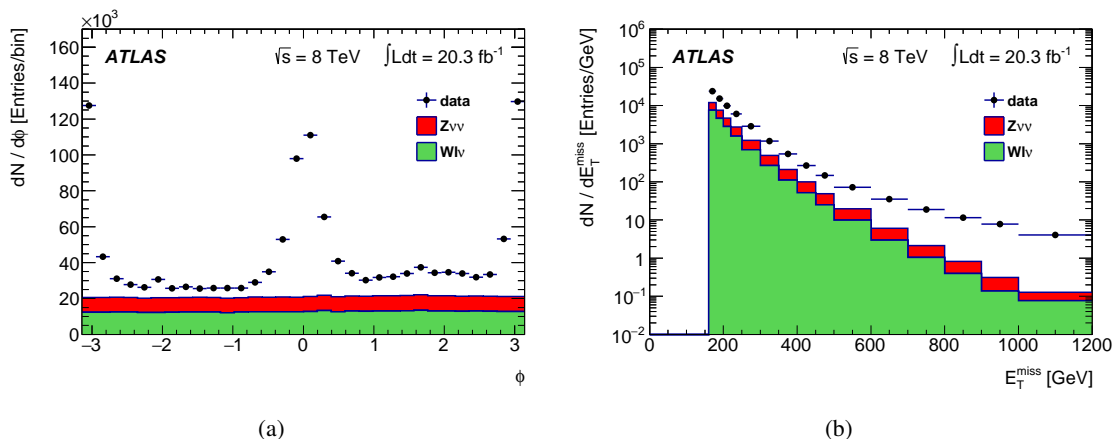 ×10³
dN / dϕ [Entries/bin]
160
140
120
100
80
60
40
20
0
ATLAS
√s = 8 TeV ∫Ldt = 20.3 fb⁻¹
data
Zνν
Wlν
−3 −2 −1 0 1 2 3
ϕ
(a)
dN / dE_T^miss [Entries/GeV]
10⁶
10⁵
10⁴
10³
10²
10
1
10⁻¹
10⁻²
ATLAS
√s = 8 TeV ∫Ldt = 20.3 fb⁻¹
data
Zνν
Wlν
0 200 400 600 800 1000 1200
E_T^miss [GeV]
(b)